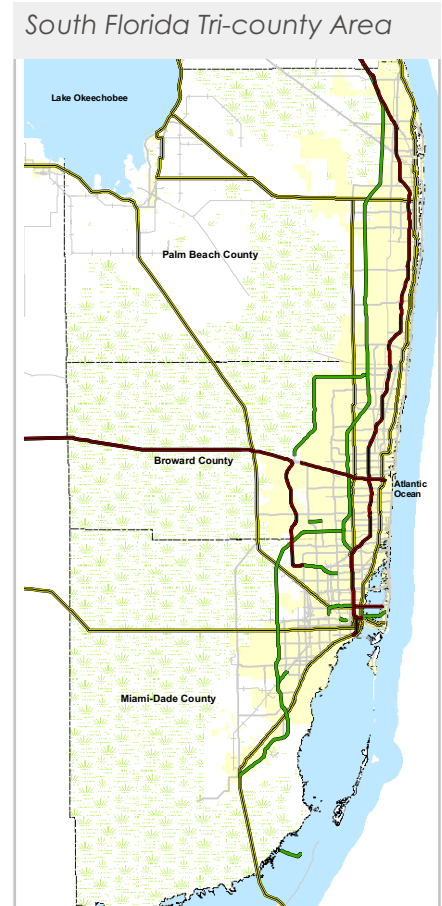 South Florida Tri-county Area
Lake Okeechobee
Palm Beach County
Broward County
Atlantic
Ocean
Miami-Dade County